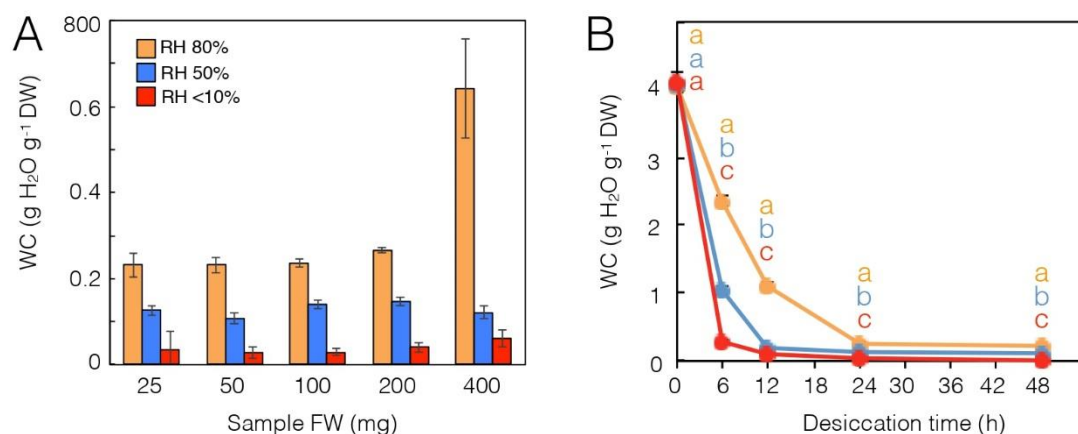 A
800
0.6
0.4
0.2
0
WC (g H₂O g⁻¹ DW)
RH 80%
RH 50%
RH <10%
25 50 100 200 400
Sample FW (mg)
B
4
3
2
1
0
WC (g H₂O g⁻¹ DW)
a
a
a
a
b
c
a
b
c
a
b
c
a
b
c
0 6 12 18 24 30 36 42 48
Desiccation time (h)